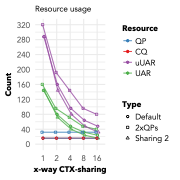 Resource usage
Count
320
280
240
200
160
120
80
40
0
1 2 4 8 16
x-way CTX-sharing
Resource
QP
CQ
uUAR
UAR
Type
Default
2xQPs
Sharing 2